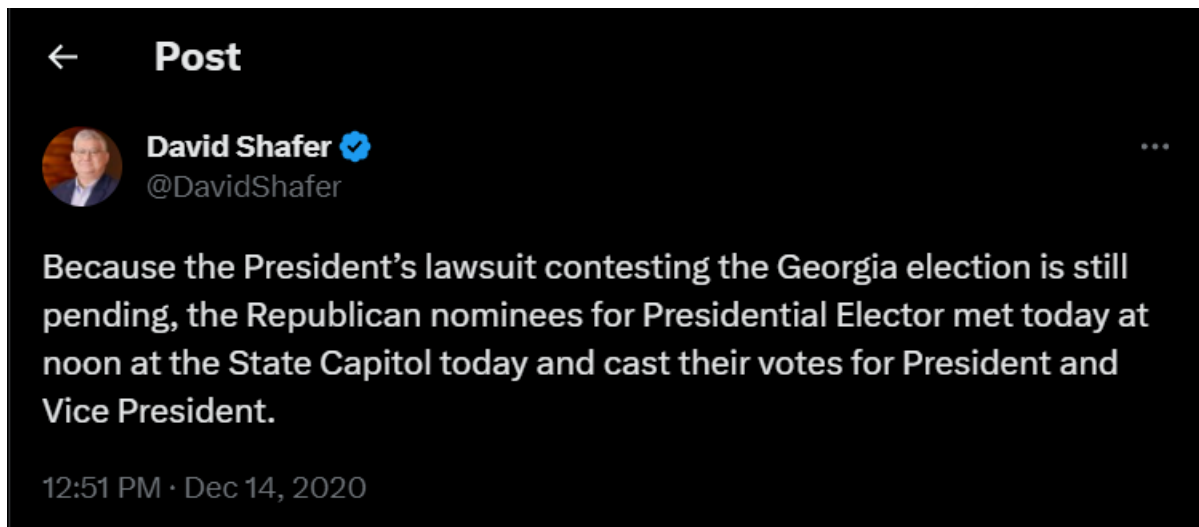 Post
David Shafer
@DavidShafer
Because the President’s lawsuit contesting the Georgia election is still
pending, the Republican nominees for Presidential Elector met today at
noon at the State Capitol today and cast their votes for President and
Vice President.
12:51 PM · Dec 14, 2020